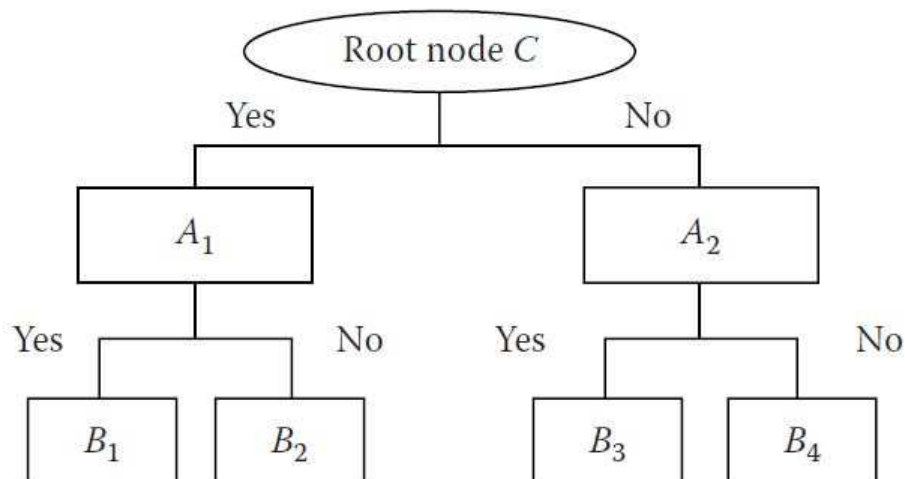 Root node C
Yes No
A₁ A₂
Yes No Yes No
B₁ B₂ B₃ B₄